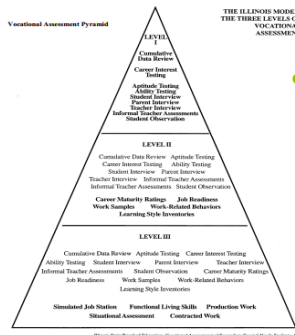 Vocational Assessment Pyramid
THE ILLINOIS MODE
THE THREE LEVELS O
VOCATIONA
ASSESSMEN
LEVEL
I
Cumulative
Data Review
Career Interest
Testing
Aptitude Testing
Ability Testing
Student Interview
Parent Interview
Teacher Interview
Informal Teacher Assessments
Student Observation
LEVEL II
Cumulative Data Review Aptitude Testing
Career Interest Testing Ability Testing
Student Interview Parent Interview
Teacher Interview Informal Teacher Assessments
Informal Teacher Assessments Student Observation
Career Maturity Ratings Job Readiness
Work Samples Work-Related Behaviors
Learning Style Inventories
LEVEL III
Cumulative Data Review Aptitude Testing Career Interest Testing
Ability Testing Student Interview Parent Interview Teacher Interview
Informal Teacher Assessments Student Observation Career Maturity Ratings
Job Readiness Work Samples Work-Related Behaviors
Learning Style Inventories
Simulated Job Station Functional Living Skills Production Work
Situational Assessment Contracted Work